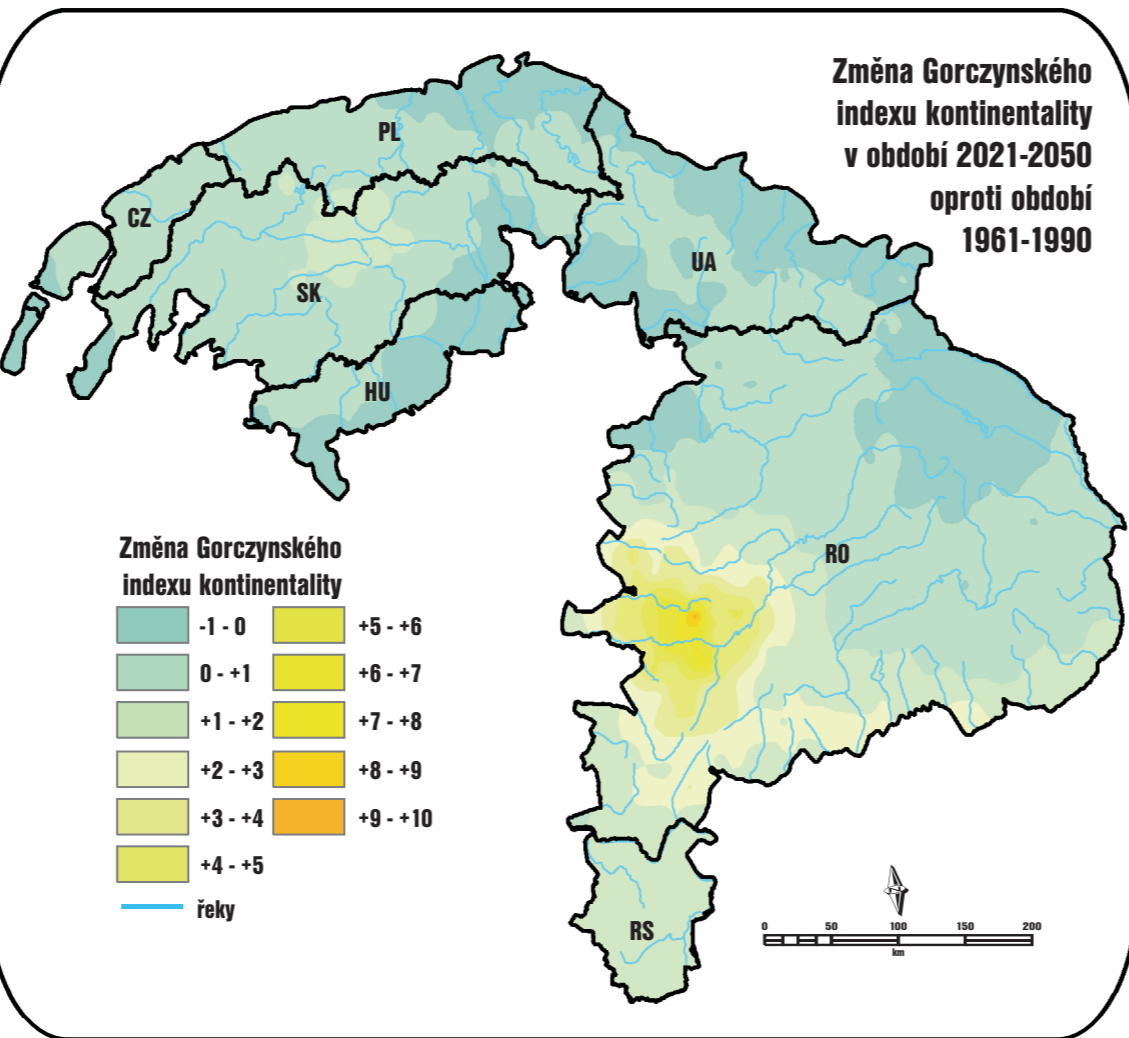 Změna Gorczynského
indexu kontinentality
v období 2021-2050
oproti období
1961-1990
PL
CZ
UA
SK
HU
RO
RS
Změna Gorczynského
indexu kontinentality
-1 - 0
0 - +1
+1 - +2
+2 - +3
+3 - +4
+4 - +5
+5 - +6
+6 - +7
+7 - +8
+8 - +9
+9 - +10
řeky
0 50 100 150 200
km